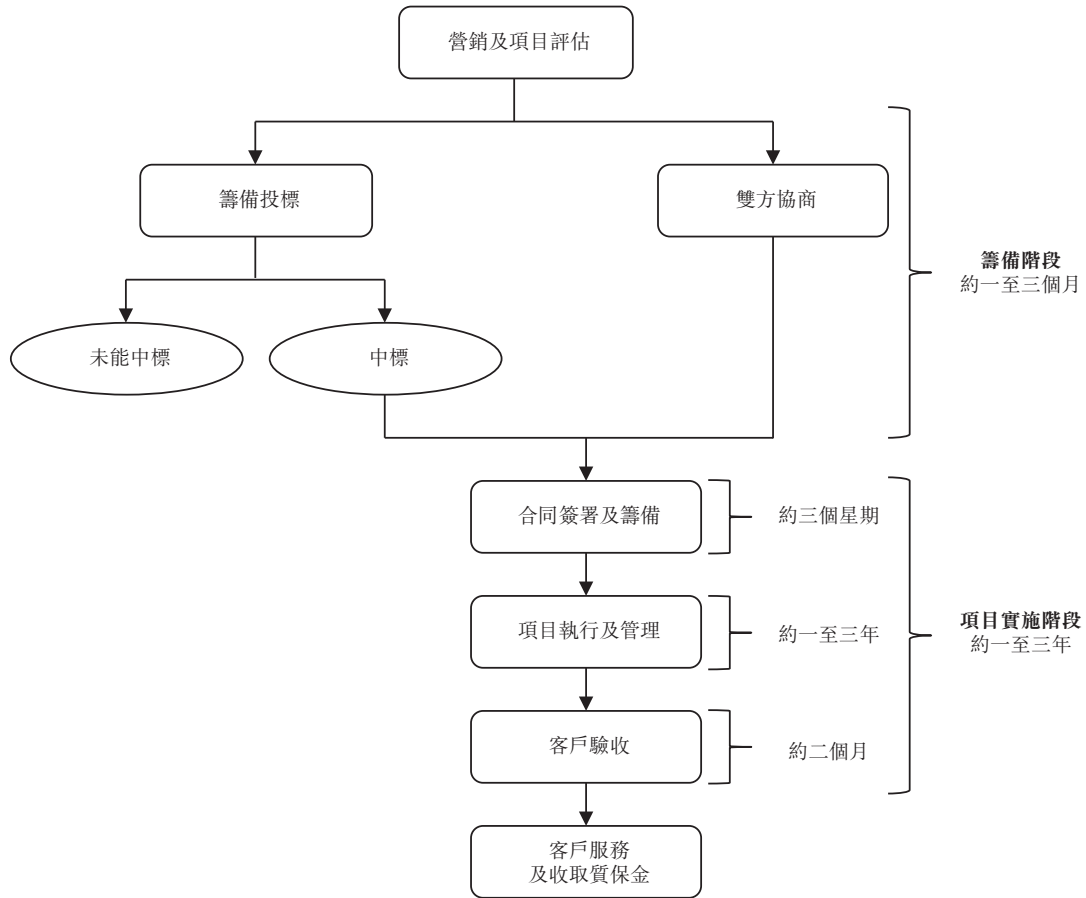 營銷及項目評估
籌備投標
雙方協商
籌備階段
約一至三個月
未能中標
中標
合同簽署及籌備
約三個星期
項目執行及管理
約一至三年
項目實施階段
約一至三年
客戶驗收
約二個月
客戶服務
及收取質保金